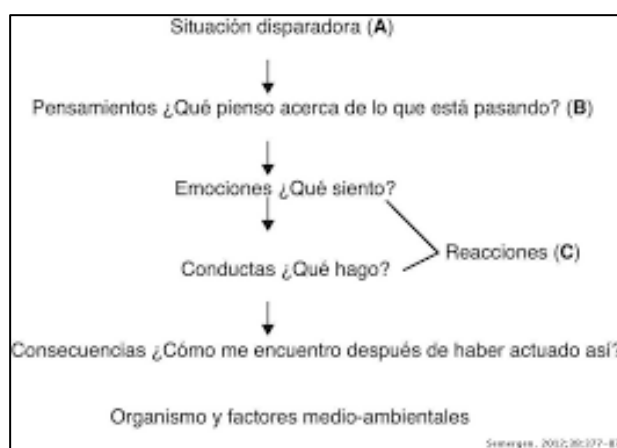 Situación disparadora (A)
Pensamientos ¿Qué pienso acerca de lo que está pasando? (B)
Emociones ¿Qué siento?
Reacciones (C)
Conductas ¿Qué hago?
Consecuencias ¿Cómo me encuentro después de haber actuado así?
Organismo y factores medio-ambientales
Semergen. 2012;38:377-8